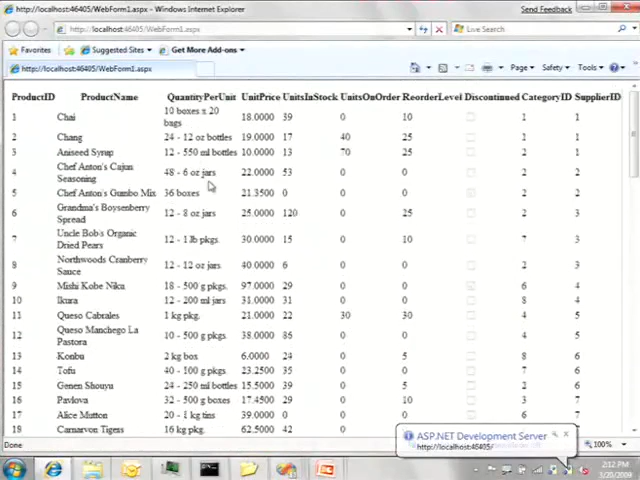 http://localhost:46405/WebForm1.aspx - Windows Internet Explorer
Send Feedback
http://localhost:46405/WebForm1.aspx
Live Search
Favorites Suggested Sites Get More Add-ons
http://localhost:46405/WebForm1.aspx
Page Safety Tools
ProductID ProductName QuantityPerUnit UnitPrice UnitsInStock UnitsOnOrder ReorderLevel Discontinued CategoryID SupplierID
1 Chai 10 boxes x 20 bags 18.0000 39 0 10 1 1
2 Chang 24 - 12 oz bottles 19.0000 17 40 25 1 1
3 Aniseed Syrup 12 - 550 ml bottles 10.0000 13 70 25 2 1
4 Chef Anton's Cajun Seasoning 48 - 6 oz jars 22.0000 53 0 0 2 2
5 Chef Anton's Gumbo Mix 36 boxes 21.3500 0 0 0 2 2
6 Grandma's Boysenberry Spread 12 - 8 oz jars 25.0000 120 0 25 2 3
7 Uncle Bob's Organic Dried Pears 12 - 1 lb pkgs. 30.0000 15 0 10 7 3
8 Northwoods Cranberry Sauce 12 - 12 oz jars 40.0000 6 0 0 2 3
9 Mishi Kobe Niku 18 - 500 g pkgs. 97.0000 29 0 0 6 4
10 Ikura 12 - 200 ml jars 31.0000 31 0 0 8 4
11 Queso Cabrales 1 kg pkg. 21.0000 22 30 30 4 5
12 Queso Manchego La Pastora 10 - 500 g pkgs. 38.0000 86 0 0 4 5
13 Konbu 2 kg box 6.0000 24 0 5 8 6
14 Tofu 40 - 100 g pkgs. 23.2500 35 0 0 7 6
15 Genen Shouyu 24 - 250 ml bottles 15.5000 39 0 5 2 6
16 Pavlova 32 - 500 g boxes 17.4500 29 0 10 3 7
17 Alice Mutton 20 - 1 kg tins 39.0000 0 0 0 6 7
18 Carnarvon Tigers 16 kg pkg. 62.5000 42
ASP.NET Development Server
http://localhost:46405/
Done
100%
2:12 PM
3/20/2009